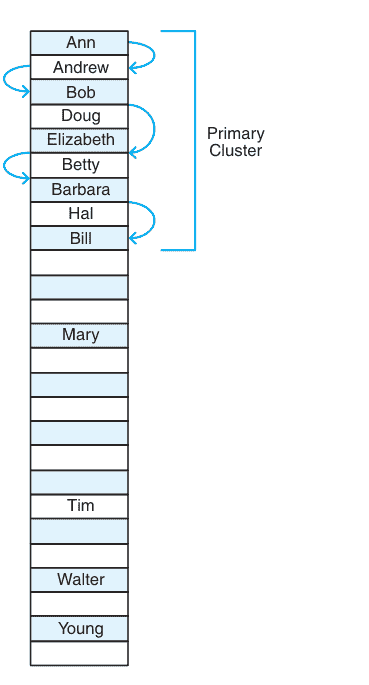 Ann
Andrew
Bob
Doug
Elizabeth
Betty
Barbara
Hal
Bill
Primary
Cluster
Mary
Tim
Walter
Young